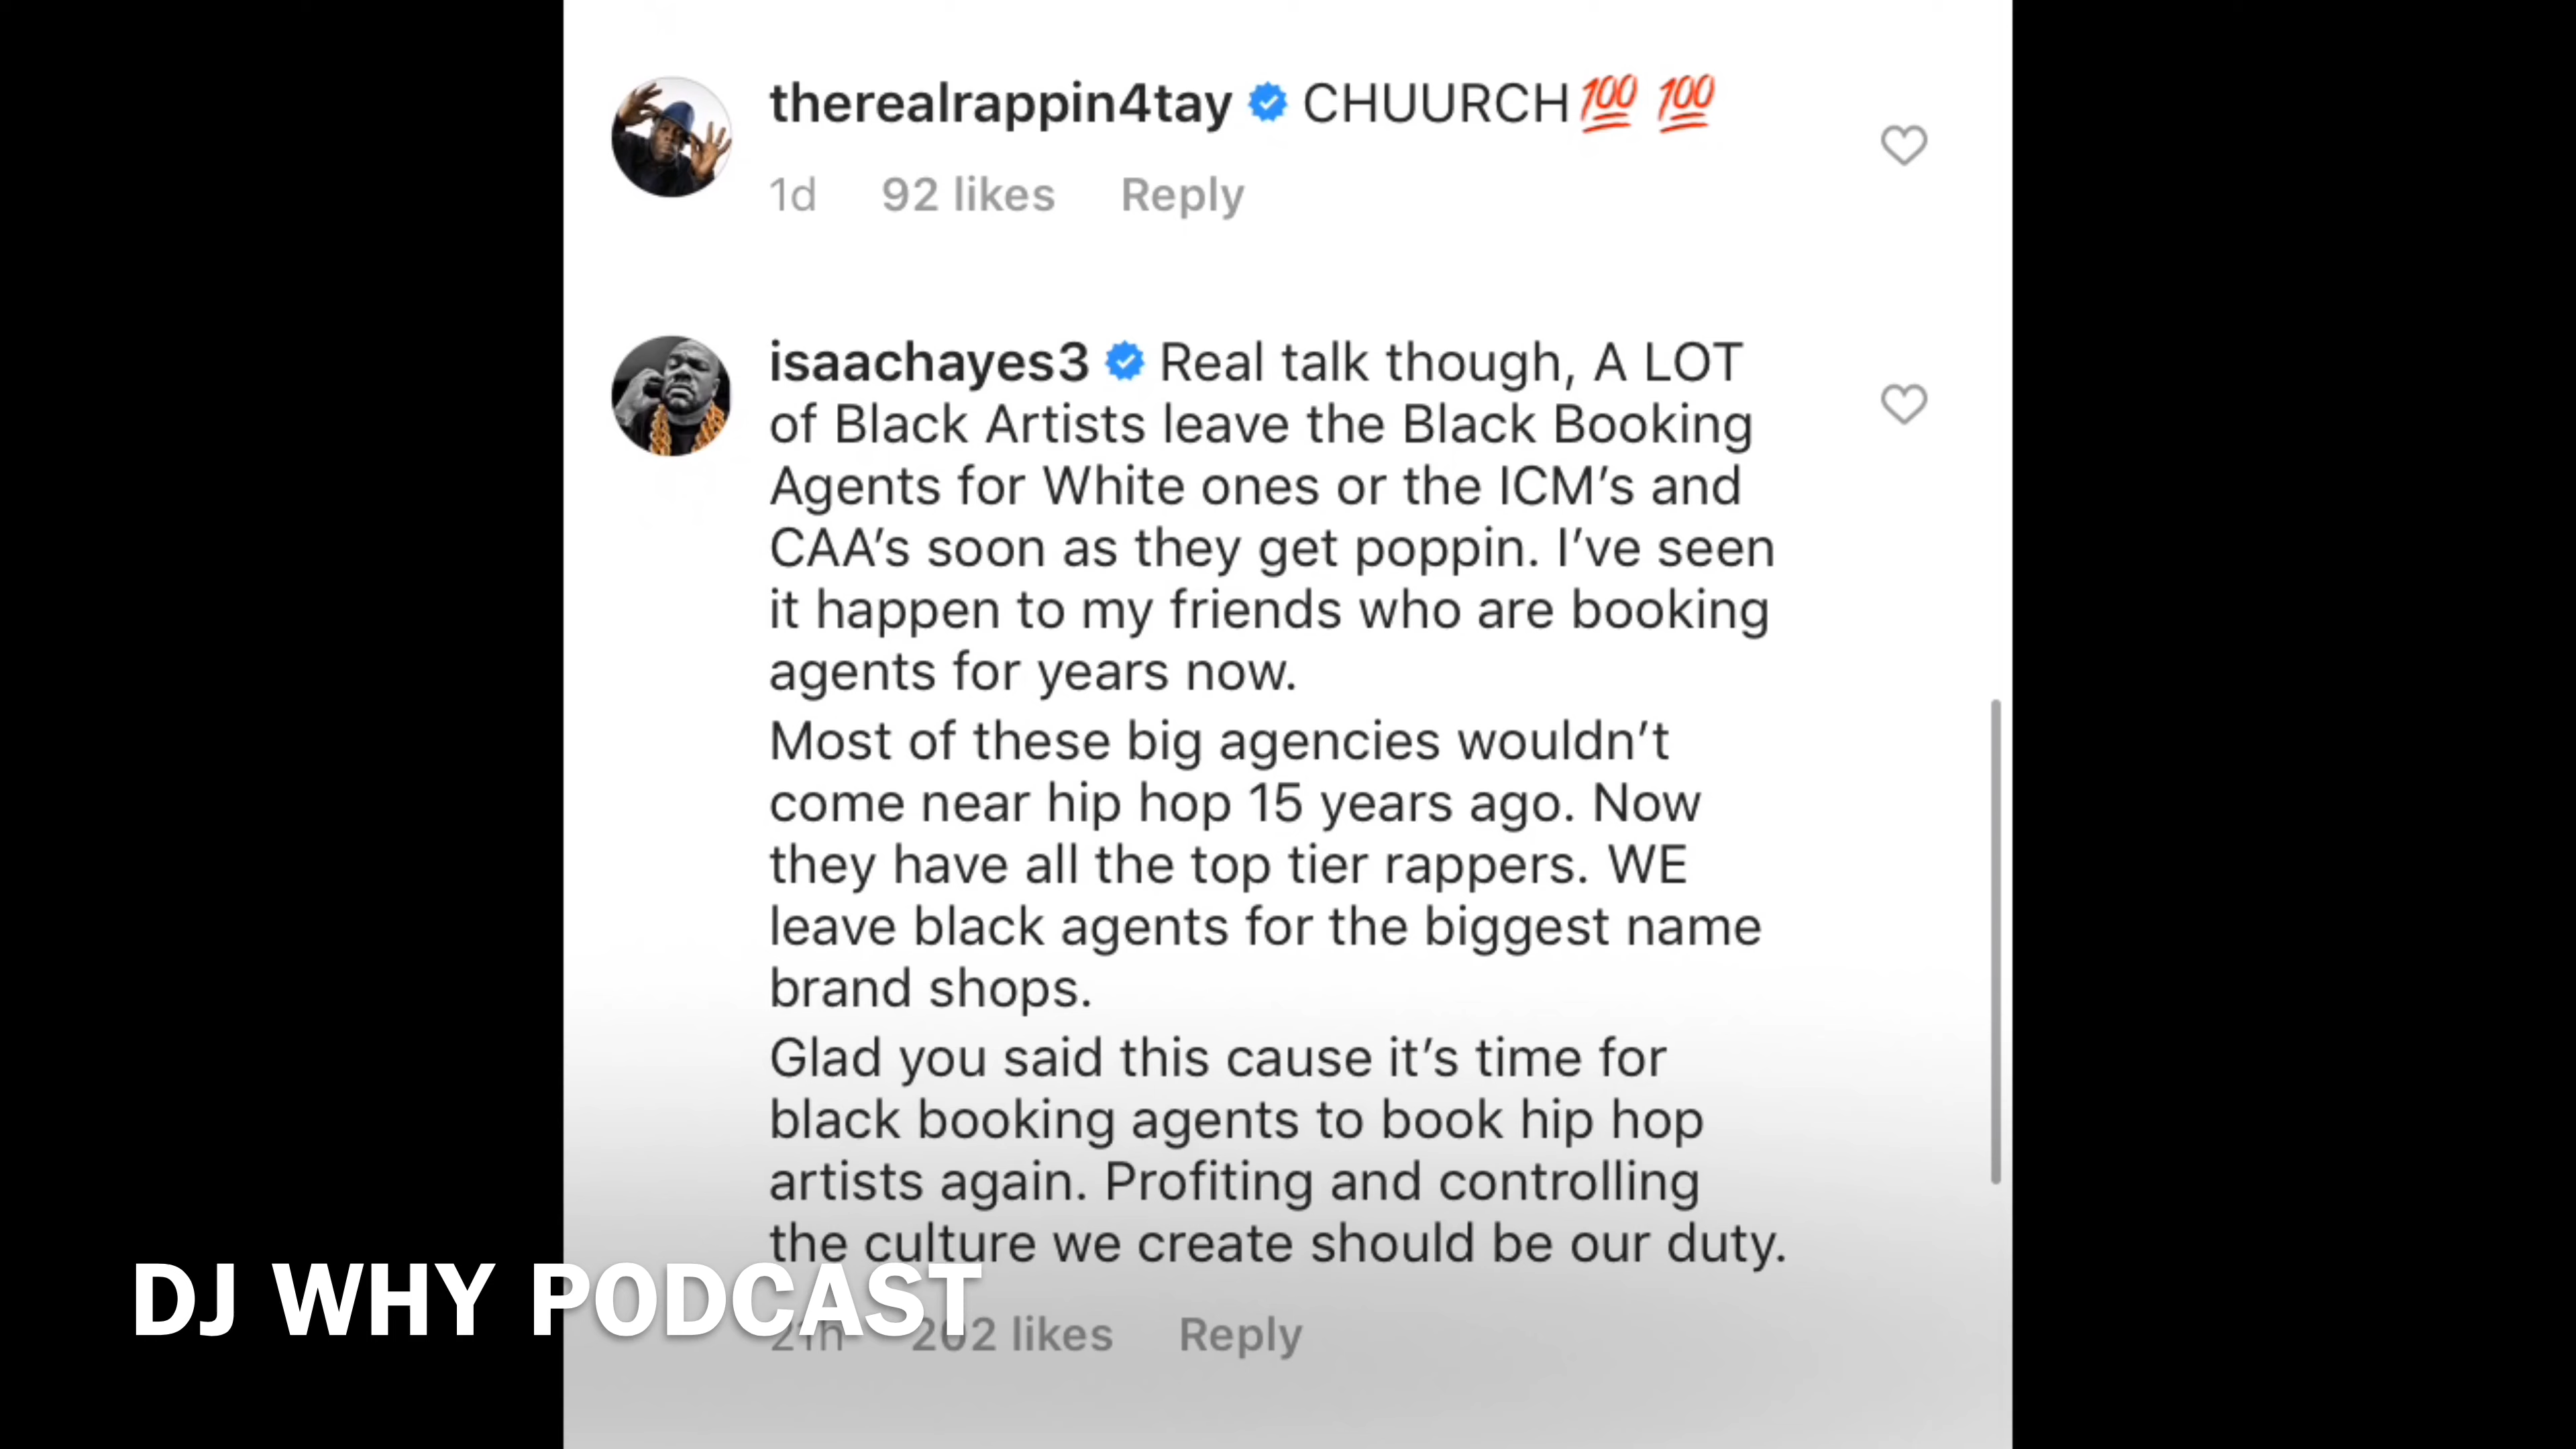 therealrappin4tay CHUURCH💯 💯
1d 92 likes Reply
isaachayes3 Real talk though, A LOT
of Black Artists leave the Black Booking
Agents for White ones or the ICM's and
CAA's soon as they get poppin. I've seen
it happen to my friends who are booking
agents for years now.
Most of these big agencies wouldn't
come near hip hop 15 years ago. Now
they have all the top tier rappers. WE
leave black agents for the biggest name
brand shops.
Glad you said this cause it's time for
black booking agents to book hip hop
artists again. Profiting and controlling
the culture we create should be our duty.
21h 202 likes Reply
DJ WHY PODCAST